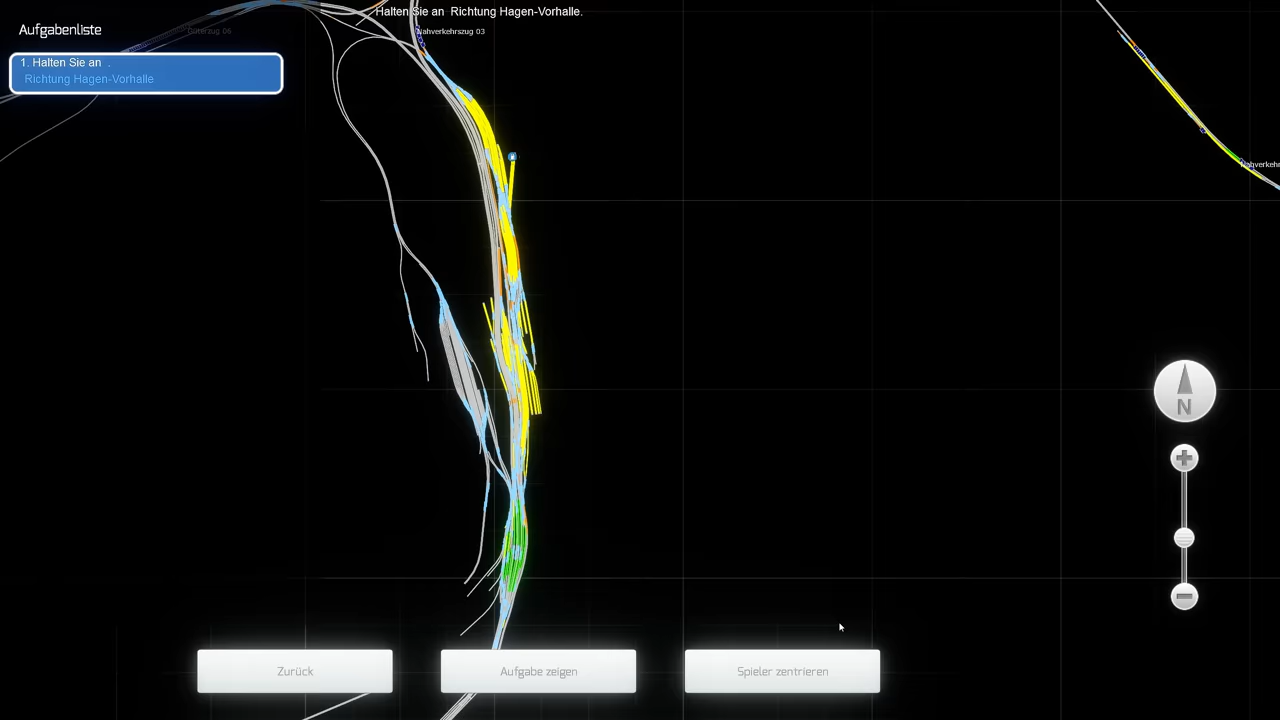 Halten Sie an  Richtung Hagen-Vorhalle.
Aufgabenliste
Güterzug 06
Nahverkehrszug 03
1. Halten Sie an  .
Richtung Hagen-Vorhalle
Nahverkehr
N
Zurück
Aufgabe zeigen
Spieler zentrieren